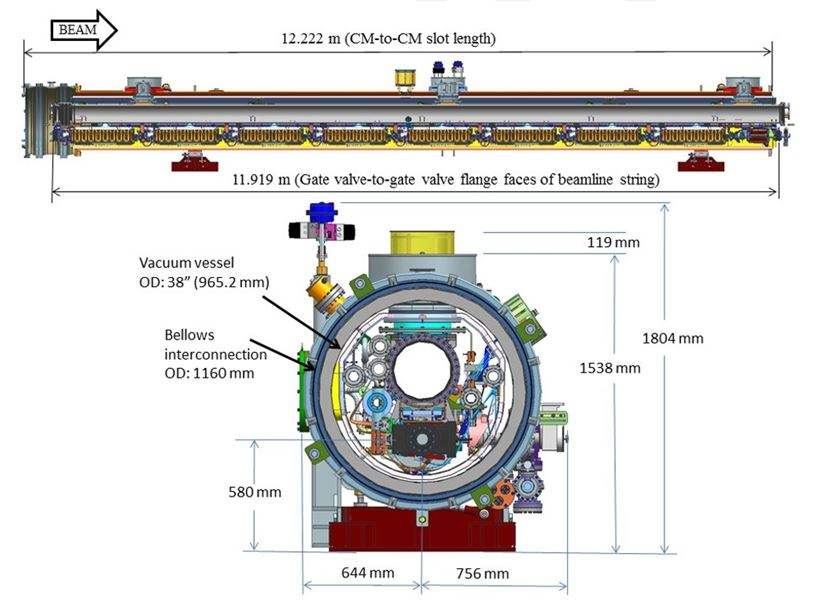 BEAM
12.222 m (CM-to-CM slot length)
11.919 m (Gate valve-to-gate valve flange faces of beamline string)
119 mm
Vacuum vessel
OD: 38” (965.2 mm)
1804 mm
Bellows
interconnection
OD: 1160 mm
1538 mm
580 mm
644 mm
756 mm